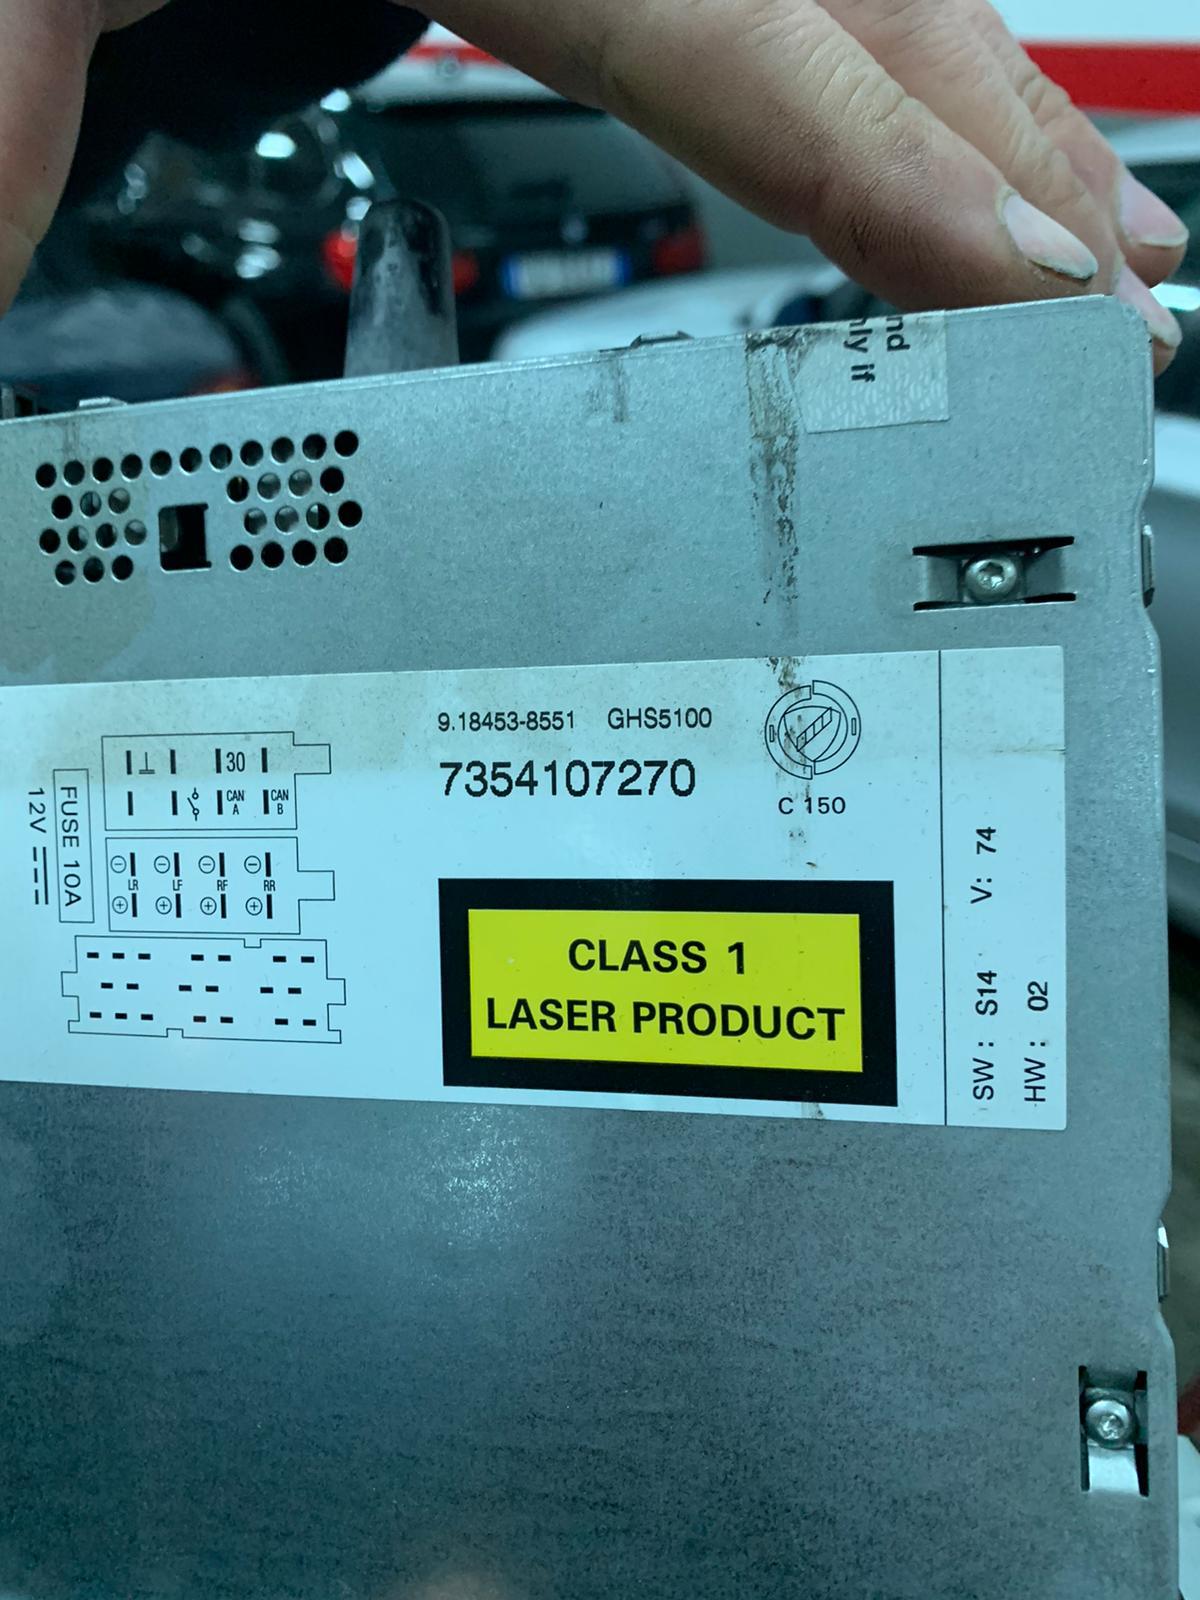 nd
nly if
9.18453-8551 GHS5100
7354107270
C 150
30
CAN A
CAN B
FUSE 10A
12V
LR LF RF RR
CLASS 1
LASER PRODUCT
SW: S14 V: 74
HW: 02